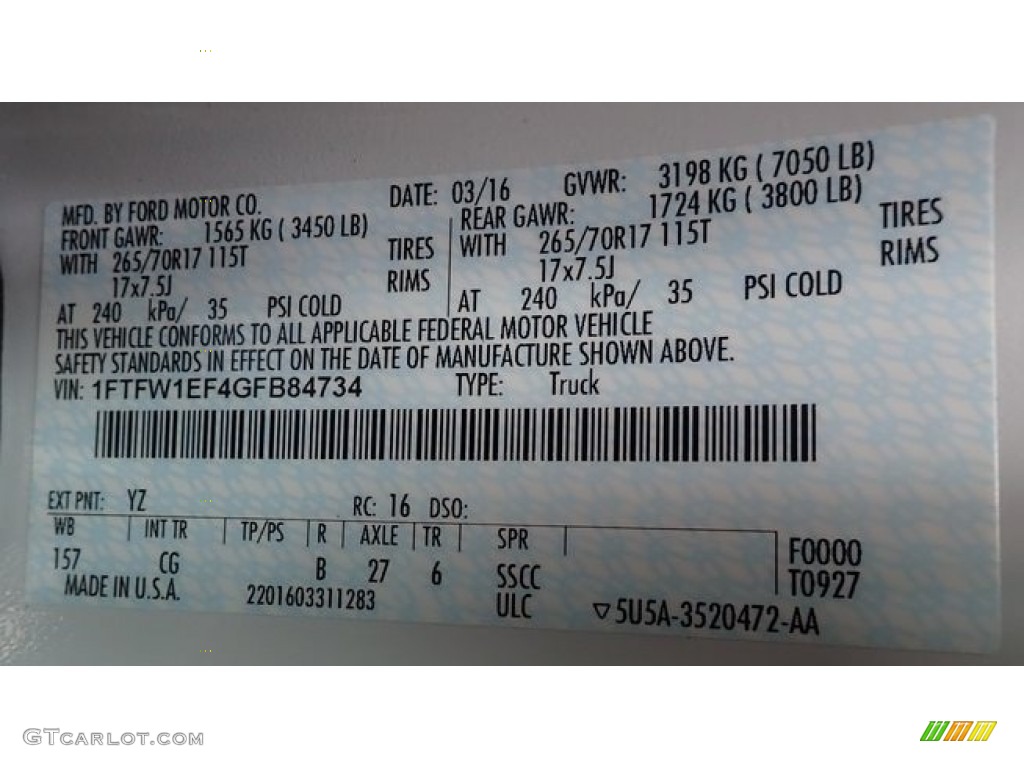 MFD. BY FORD MOTOR CO. DATE: 03/16 GVWR: 3198 KG ( 7050 LB)
FRONT GAWR: 1565 KG ( 3450 LB) REAR GAWR: 1724 KG ( 3800 LB)
WITH 265/70R17 115T TIRES WITH 265/70R17 115T TIRES
17x7.5J RIMS 17x7.5J RIMS
AT 240 kPa/ 35 PSI COLD AT 240 kPa/ 35 PSI COLD
THIS VEHICLE CONFORMS TO ALL APPLICABLE FEDERAL MOTOR VEHICLE
SAFETY STANDARDS IN EFFECT ON THE DATE OF MANUFACTURE SHOWN ABOVE.
VIN: 1FTFW1EF4GFB84734 TYPE: Truck
EXT PNT: YZ RC: 16 DSO:
WB INT TR TP/PS R AXLE TR SPR F0000
157 CG B 27 6 SSCC T0927
MADE IN U.S.A. 2201603311283 ULC ▽5U5A-3520472-AA
GTCARLOT.COM